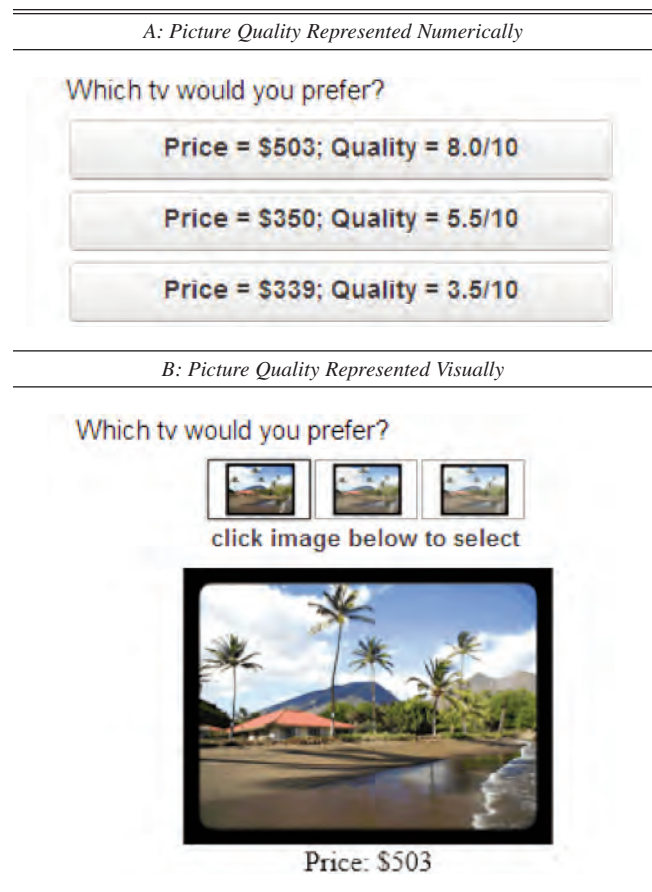 A: Picture Quality Represented Numerically
Which tv would you prefer?
Price = $503; Quality = 8.0/10
Price = $350; Quality = 5.5/10
Price = $339; Quality = 3.5/10
B: Picture Quality Represented Visually
Which tv would you prefer?
click image below to select
Price: $503